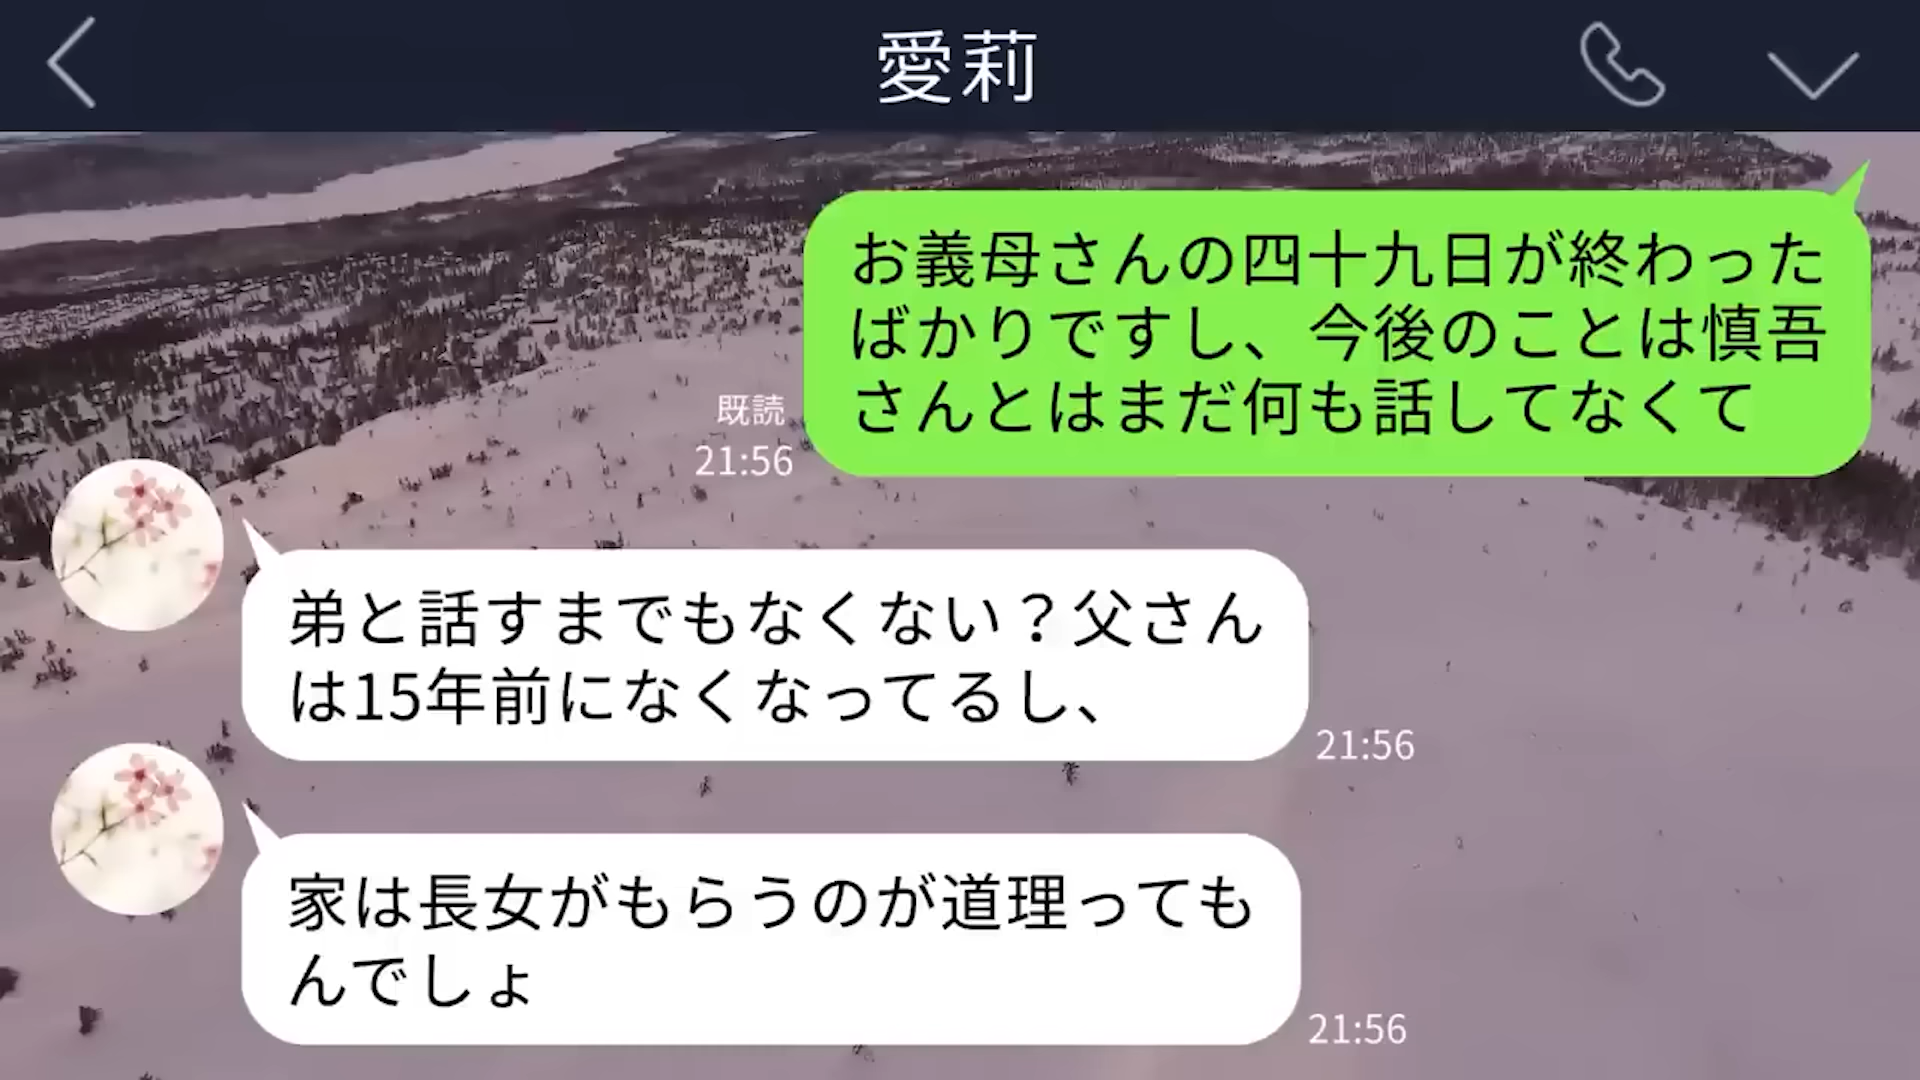 愛莉
お義母さんの四十九日が終わった
ばかりですし、今後のことは慎吾
さんとはまだ何も話してなくて
既読
21:56
弟と話すまでもなくない？父さん
は15年前になくなってるし、
21:56
家は長女がもらうのが道理っても
んでしょ
21:56